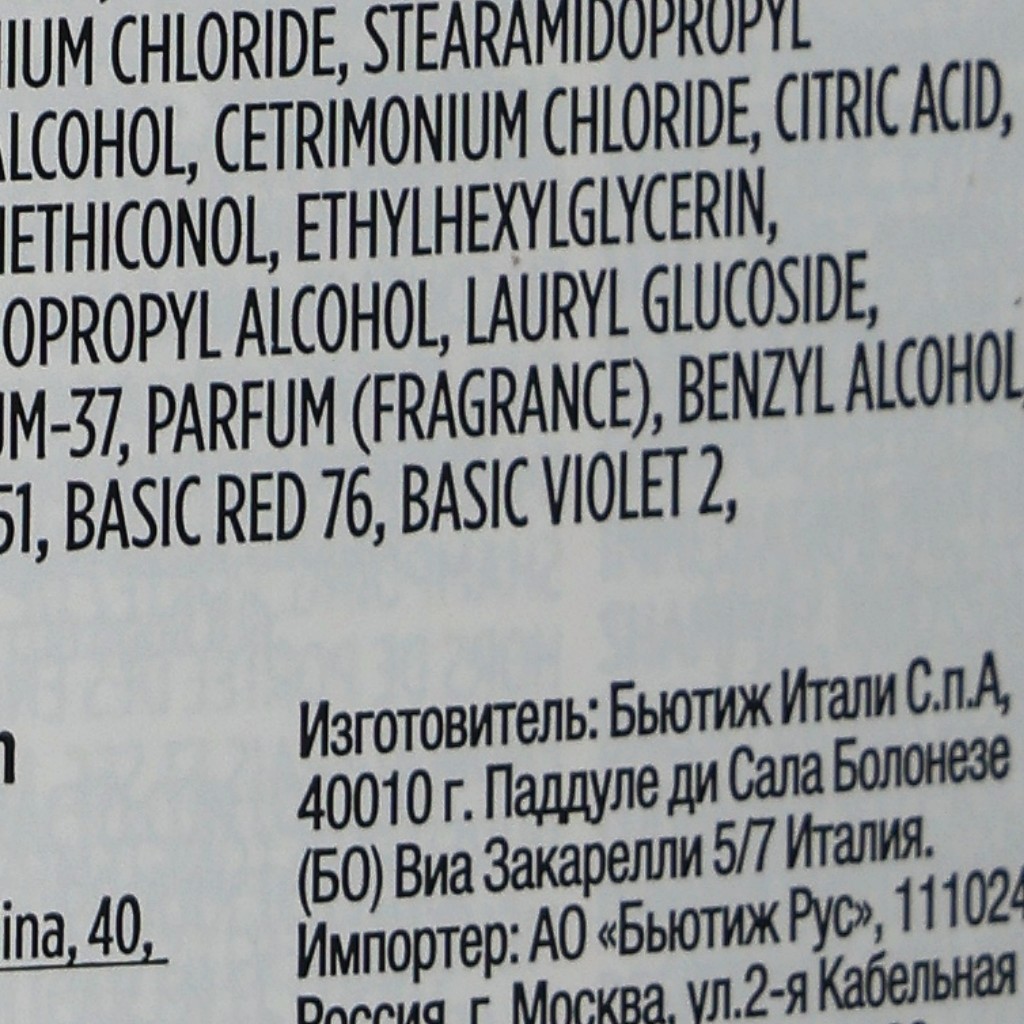 IUM CHLORIDE, STEARAMIDOPROPYL
ALCOHOL, CETRIMONIUM CHLORIDE, CITRIC ACID,
METHICONOL, ETHYLHEXYLGLYCERIN,
OPROPYL ALCOHOL, LAURYL GLUCOSIDE,
UM-37, PARFUM (FRAGRANCE), BENZYL ALCOHOL,
51, BASIC RED 76, BASIC VIOLET 2,
Изготовитель: Бьютиж Итали С.п.А,
40010 г. Паддуле ди Сала Болонезе
(БО) Виа Закарелли 5/7 Италия.
ina, 40,
Импортер: АО «Бьютиж Рус», 111024
Россия, г. Москва, ул.2-я Кабельная